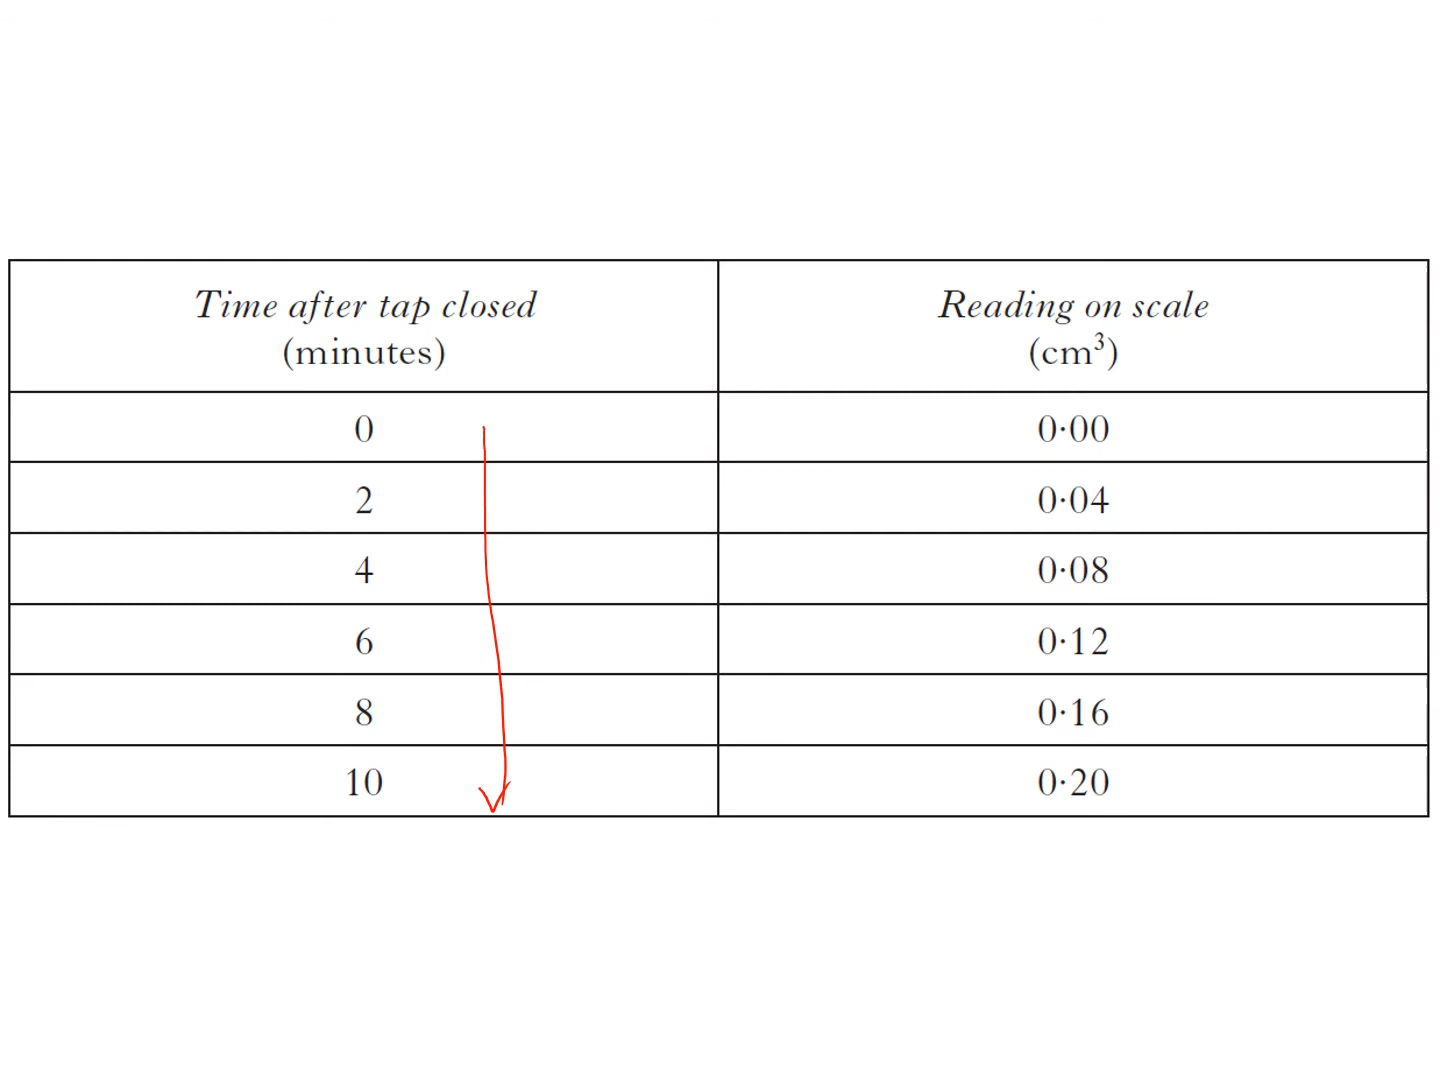 Time after tap closed
(minutes)
Reading on scale
(cm³)
0 0·00
2 0·04
4 0·08
6 0·12
8 0·16
10 0·20